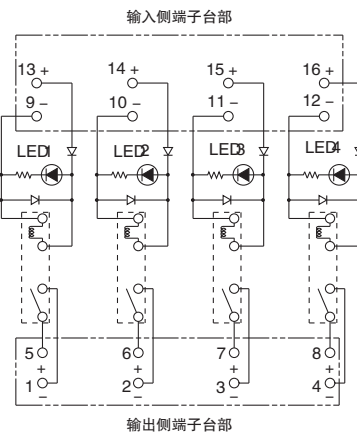 输入侧端子台部
13 + 14 + 15 + 16 +
9 – 10 – 11 – 12 –
LED1 LED2 LED3 LED4
5 6 7 8
+ + + +
1 2 3 4
– – – –
输出侧端子台部